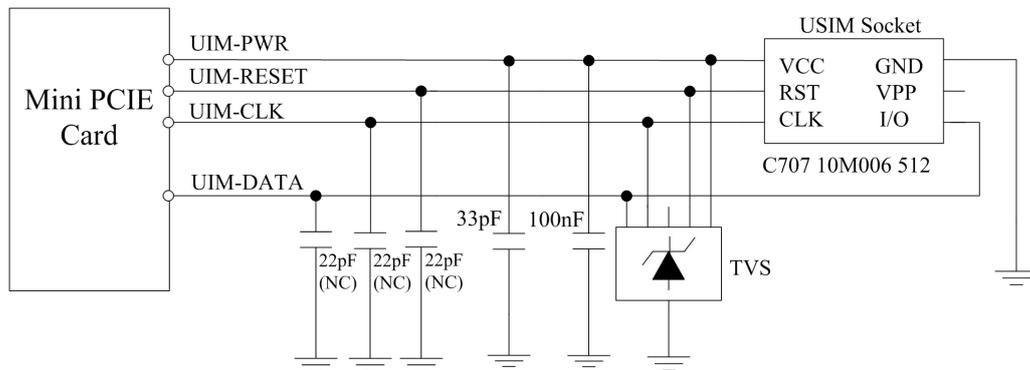 USIM Socket
UIM-PWR
VCC GND
UIM-RESET
Mini PCIE
Card
RST VPP
UIM-CLK
CLK I/O
C707 10M006 512
UIM-DATA
33pF 100nF
22pF 22pF 22pF
(NC) (NC) (NC)
TVS